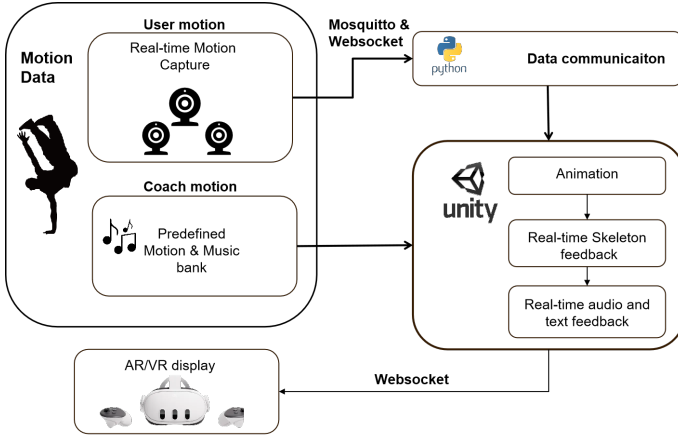 User motion
Motion
Data
Real-time Motion
Capture
Coach motion
Predefined
Motion & Music
bank
Mosquitto &
Websocket
python
Data communicaiton
unity
Animation
Real-time Skeleton
feedback
Real-time audio and
text feedback
Websocket
AR/VR display